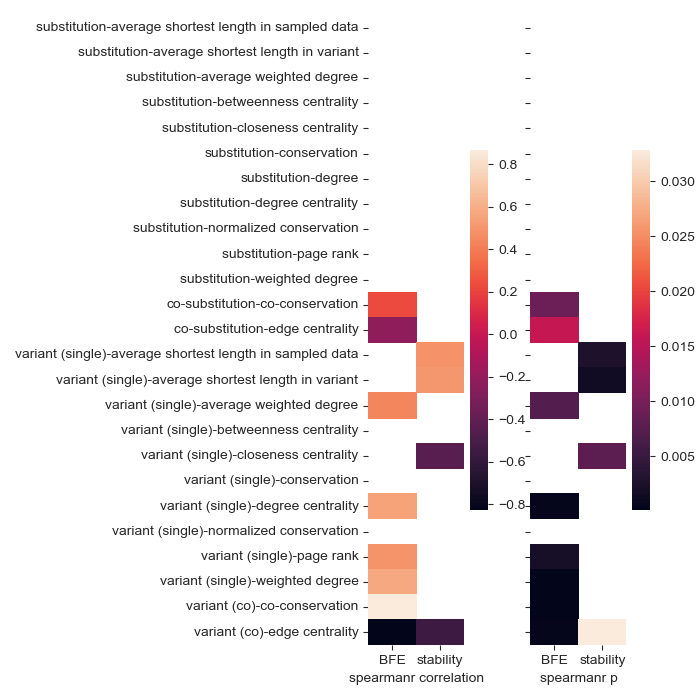 substitution-average shortest length in sampled data
substitution-average shortest length in variant
substitution-average weighted degree
substitution-betweenness centrality
substitution-closeness centrality
substitution-conservation
substitution-degree
substitution-degree centrality
substitution-normalized conservation
substitution-page rank
substitution-weighted degree
co-substitution-co-conservation
co-substitution-edge centrality
variant (single)-average shortest length in sampled data
variant (single)-average shortest length in variant
variant (single)-average weighted degree
variant (single)-betweenness centrality
variant (single)-closeness centrality
variant (single)-conservation
variant (single)-degree centrality
variant (single)-normalized conservation
variant (single)-page rank
variant (single)-weighted degree
variant (co)-co-conservation
variant (co)-edge centrality
BFE stability
spearmanr correlation
0.8
0.6
0.4
0.2
0.0
−0.2
−0.4
−0.6
−0.8
BFE stability
spearmanr p
0.030
0.025
0.020
0.015
0.010
0.005